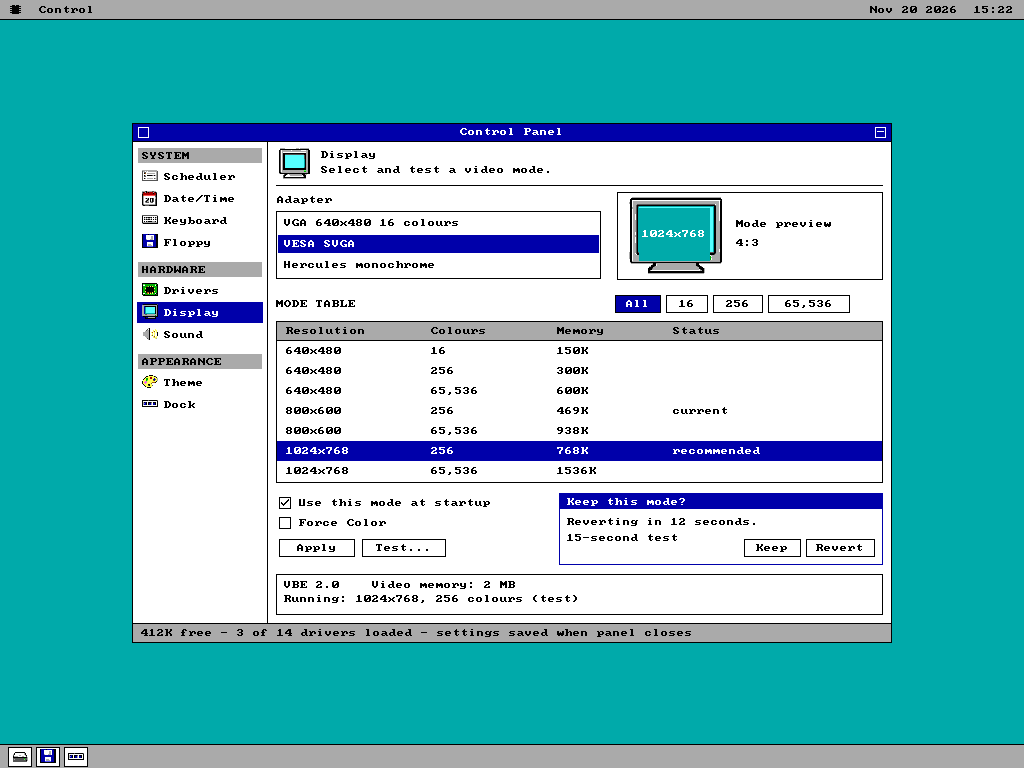 Control Nov 20 2026 15:22
Control Panel
SYSTEM
Scheduler
20 Date/Time
Keyboard
Floppy
HARDWARE
Drivers
Display
Sound
APPEARANCE
Theme
Dock
Display
Select and test a video mode.
Adapter
VGA 640x480 16 colours
VESA SVGA
Hercules monochrome
1024x768
Mode preview
4:3
MODE TABLE All 16 256 65,536
Resolution Colours Memory Status
640x480 16 150K
640x480 256 300K
640x480 65,536 600K
800x600 256 469K current
800x600 65,536 938K
1024x768 256 768K recommended
1024x768 65,536 1536K
Use this mode at startup
Force Color
Apply Test...
Keep this mode?
Reverting in 12 seconds.
15-second test
Keep Revert
VBE 2.0 Video memory: 2 MB
Running: 1024x768, 256 colours (test)
412K free - 3 of 14 drivers loaded - settings saved when panel closes